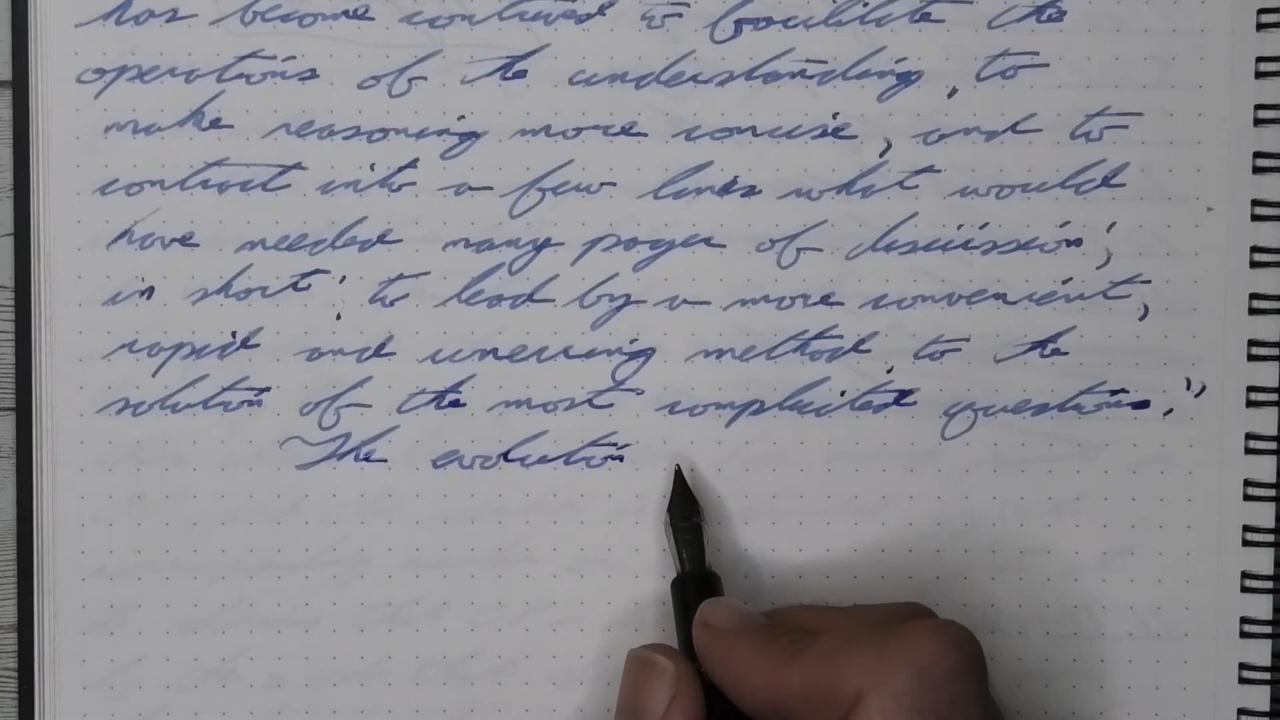 has become contrived to facilitate the
operations of the understanding, to
make reasoning more concise, and to
contract into a few lines what would
have needed many pages of discussion;
in short; to lead by a more convenient,
rapid and unerring method, to the
solution of the most complicated questions."
The evolution